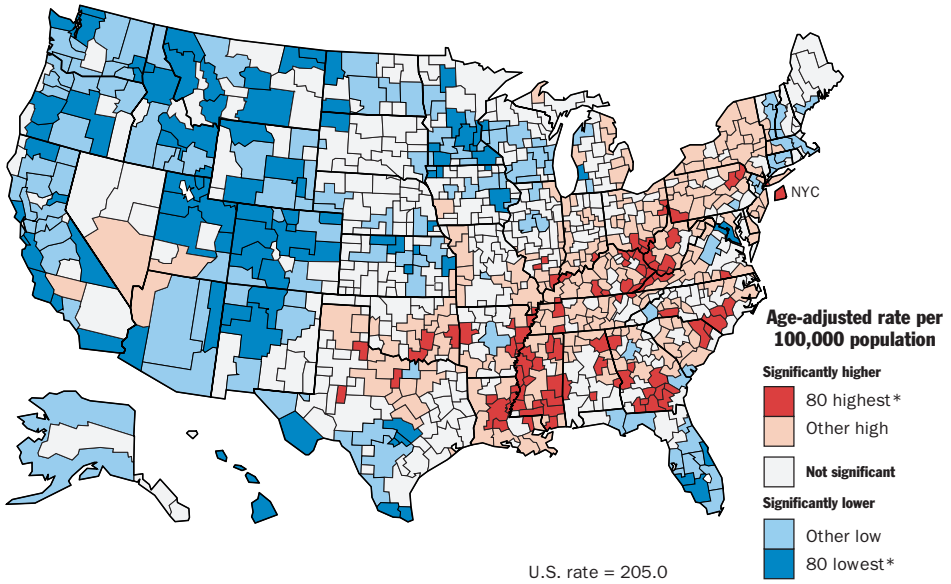 NYC
Age-adjusted rate per
100,000 population
Significantly higher
80 highest*
Other high
Not significant
Significantly lower
Other low
80 lowest*
U.S. rate = 205.0